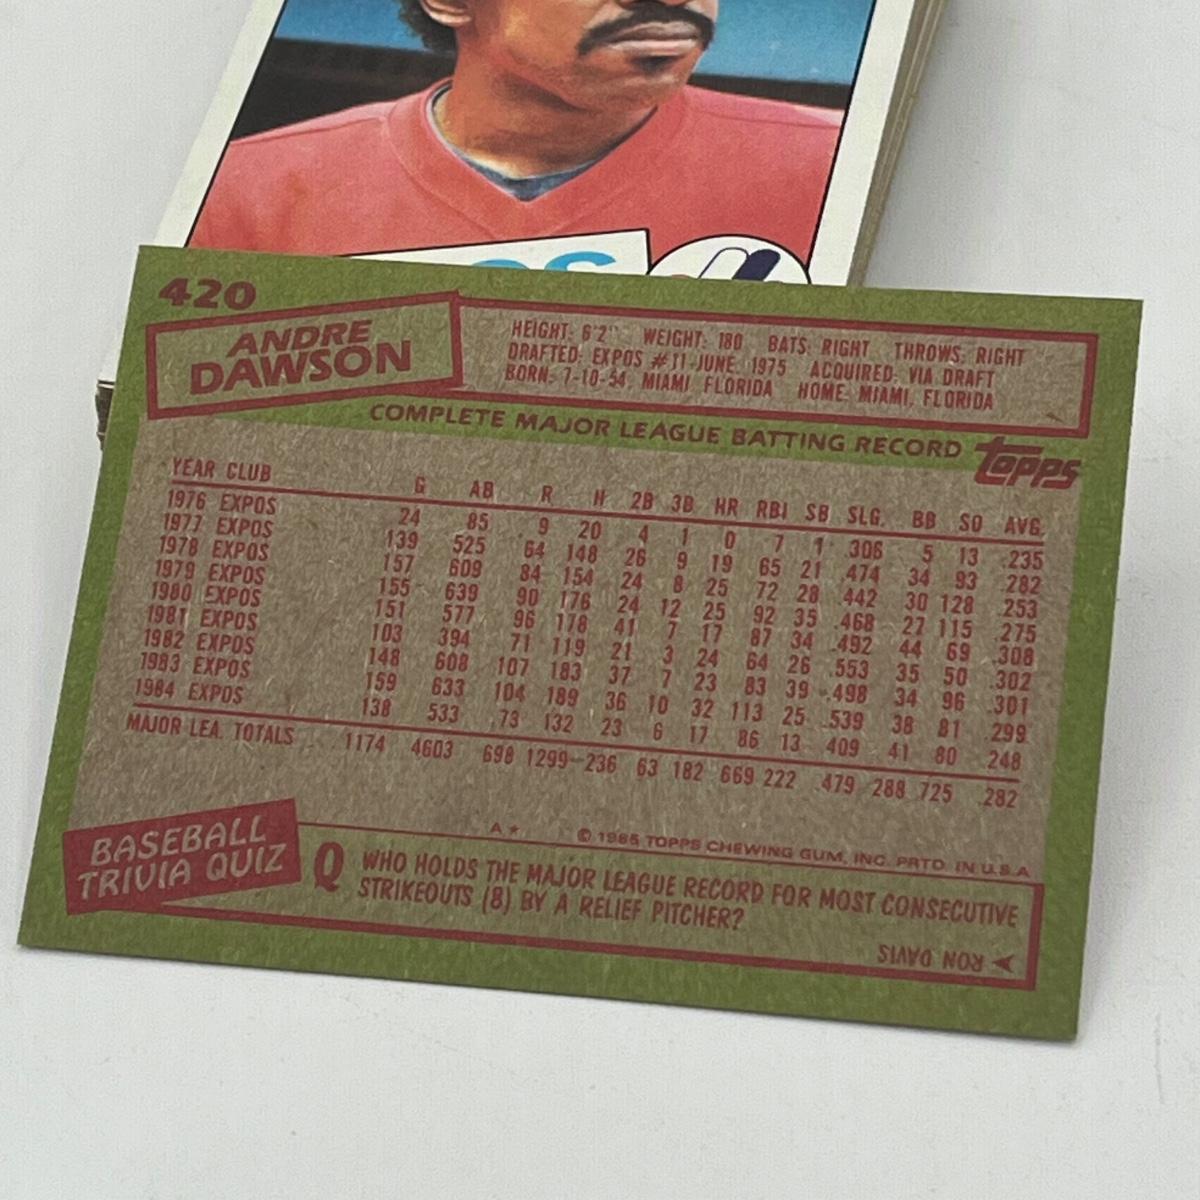 420
ANDRE
DAWSON
HEIGHT: 6'2" WEIGHT: 180 BATS: RIGHT THROWS: RIGHT
DRAFTED: EXPOS #11-JUNE, 1975 ACQUIRED: VIA DRAFT
BORN: 7-10-54, MIAMI, FLORIDA HOME: MIAMI, FLORIDA
COMPLETE MAJOR LEAGUE BATTING RECORD
topps
YEAR CLUB G AB R H 2B 3B HR RBI SB SLG. BB SO AVG.
1976 EXPOS 24 85 9 20 4 1 0 7 1 .306 5 13 .235
1977 EXPOS 139 525 64 148 26 9 19 65 21 .474 34 93 .282
1978 EXPOS 157 609 84 154 24 8 25 72 28 .442 30 128 .253
1979 EXPOS 155 639 90 176 24 12 25 92 35 .468 27 115 .275
1980 EXPOS 151 577 96 178 41 7 17 87 34 .492 44 69 .308
1981 EXPOS 103 394 71 119 21 3 24 64 26 .553 35 50 .302
1982 EXPOS 148 608 107 183 37 7 23 83 39 .498 34 96 .301
1983 EXPOS 159 633 104 189 36 10 32 113 25 .539 38 81 .299
1984 EXPOS 138 533 73 132 23 6 17 86 13 .409 41 80 .248
MAJOR LEA. TOTALS 1174 4603 698 1299 236 63 182 669 222 .479 288 725 .282
A* © 1985 TOPPS CHEWING GUM, INC. PRTD. IN U.S.A.
BASEBALL
TRIVIA QUIZ
Q WHO HOLDS THE MAJOR LEAGUE RECORD FOR MOST CONSECUTIVE
STRIKEOUTS (8) BY A RELIEF PITCHER?
RON DAVIS